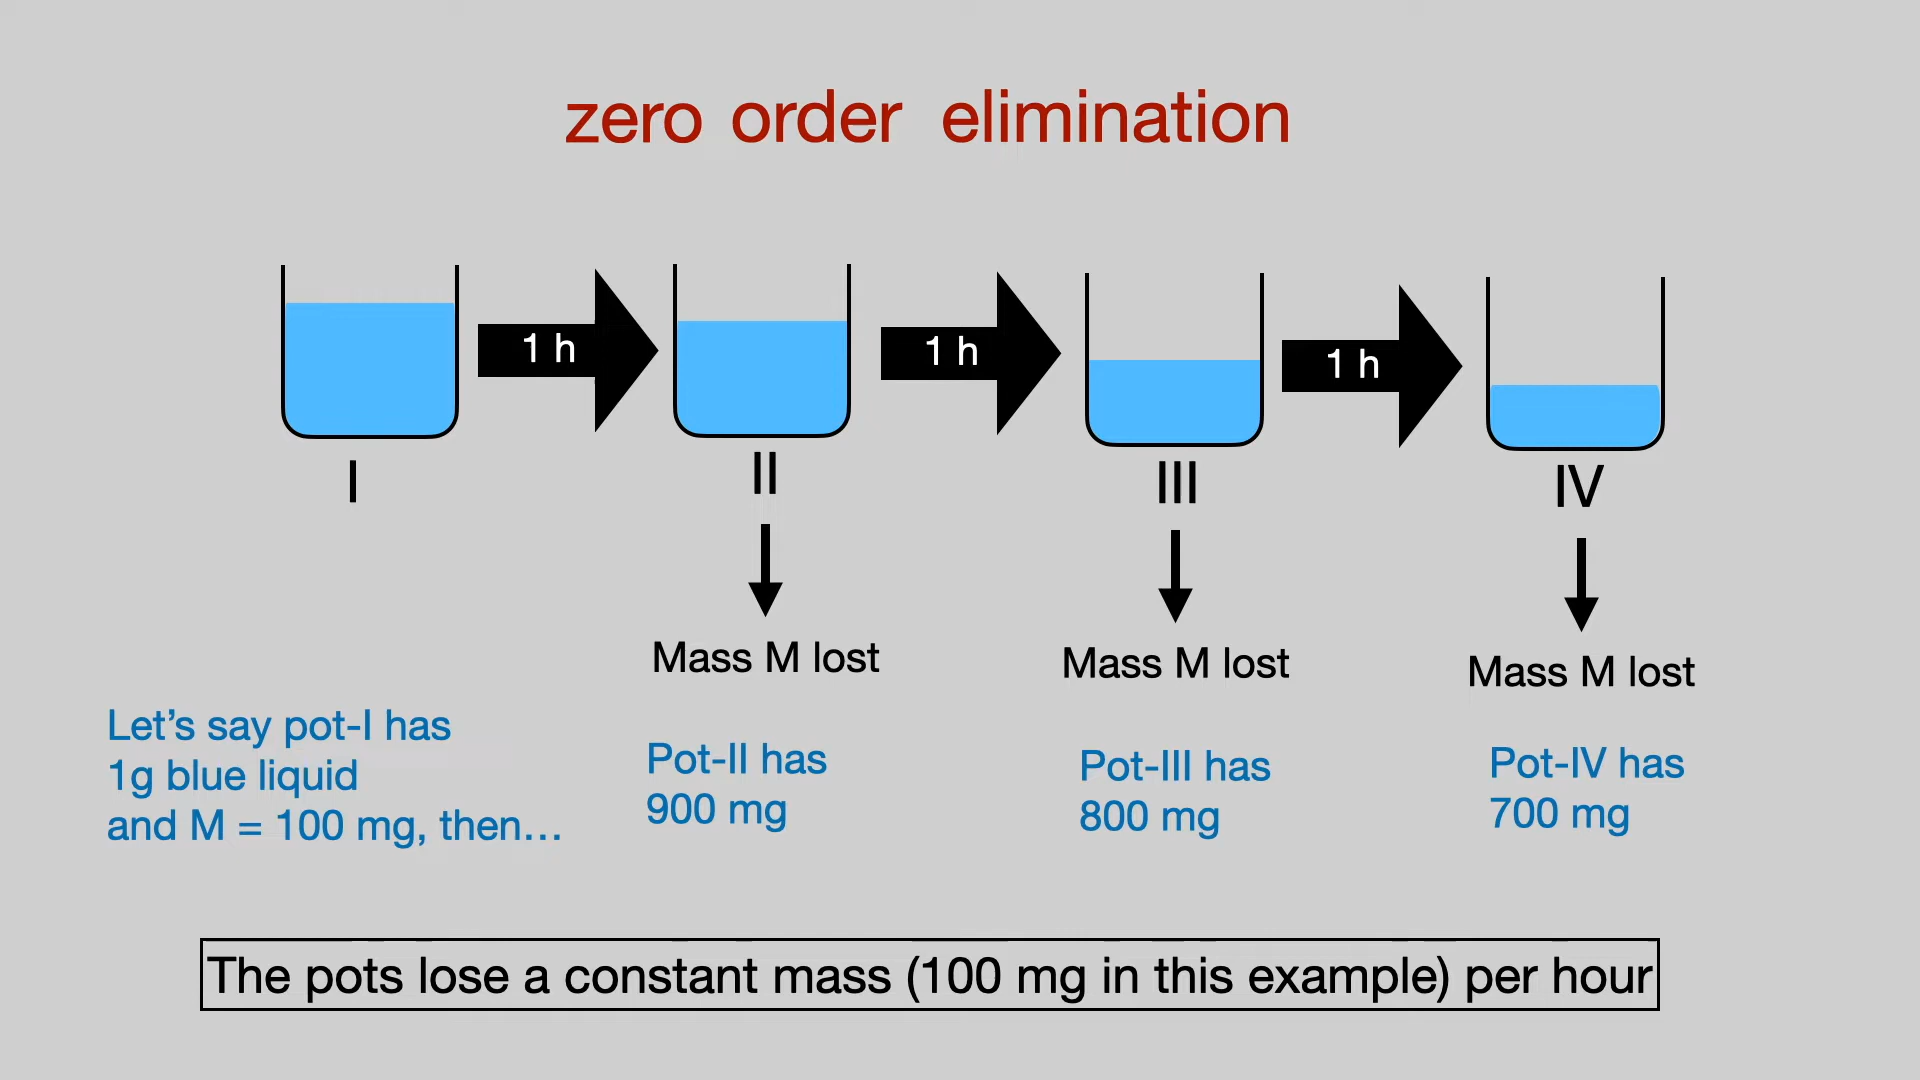 zero order elimination
1 h
1 h
1 h
I
II
III
IV
Mass M lost
Mass M lost
Mass M lost
Let’s say pot-I has
1g blue liquid
and M = 100 mg, then…
Pot-II has
900 mg
Pot-III has
800 mg
Pot-IV has
700 mg
The pots lose a constant mass (100 mg in this example) per hour